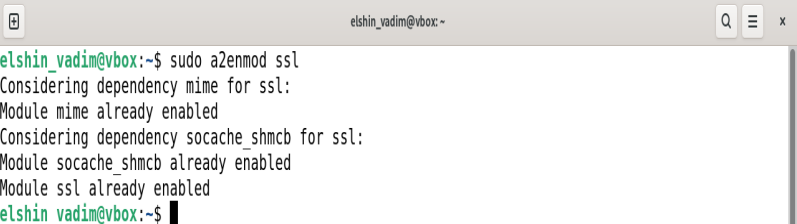 elshin_vadim@vbox: ~
elshin_vadim@vbox:~$ sudo a2enmod ssl
Considering dependency mime for ssl:
Module mime already enabled
Considering dependency socache_shmcb for ssl:
Module socache_shmcb already enabled
Module ssl already enabled
elshin_vadim@vbox:~$